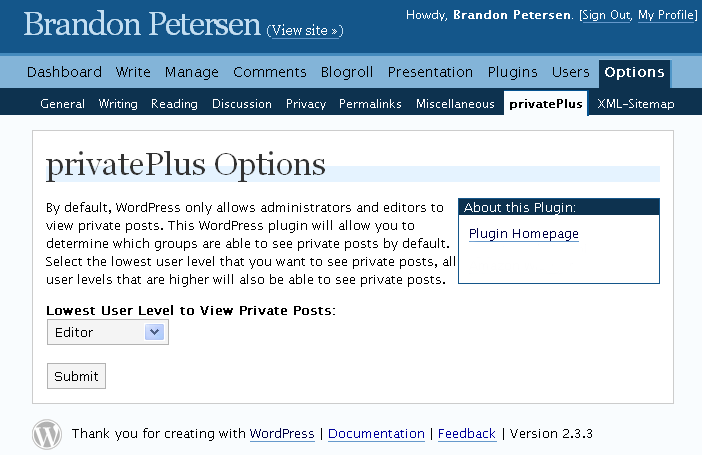 Brandon Petersen (View site »)
Howdy, Brandon Petersen. [Sign Out, My Profile]
Dashboard Write Manage Comments Blogroll Presentation Plugins Users Options
General Writing Reading Discussion Privacy Permalinks Miscellaneous privatePlus XML-Sitemap
privatePlus Options
By default, WordPress only allows administrators and editors to
view private posts. This WordPress plugin will allow you to
determine which groups are able to see private posts by default.
Select the lowest user level that you want to see private posts, all
user levels that are higher will also be able to see private posts.
About this Plugin:
Plugin Homepage
Lowest User Level to View Private Posts:
Editor
Submit
Thank you for creating with WordPress | Documentation | Feedback | Version 2.3.3